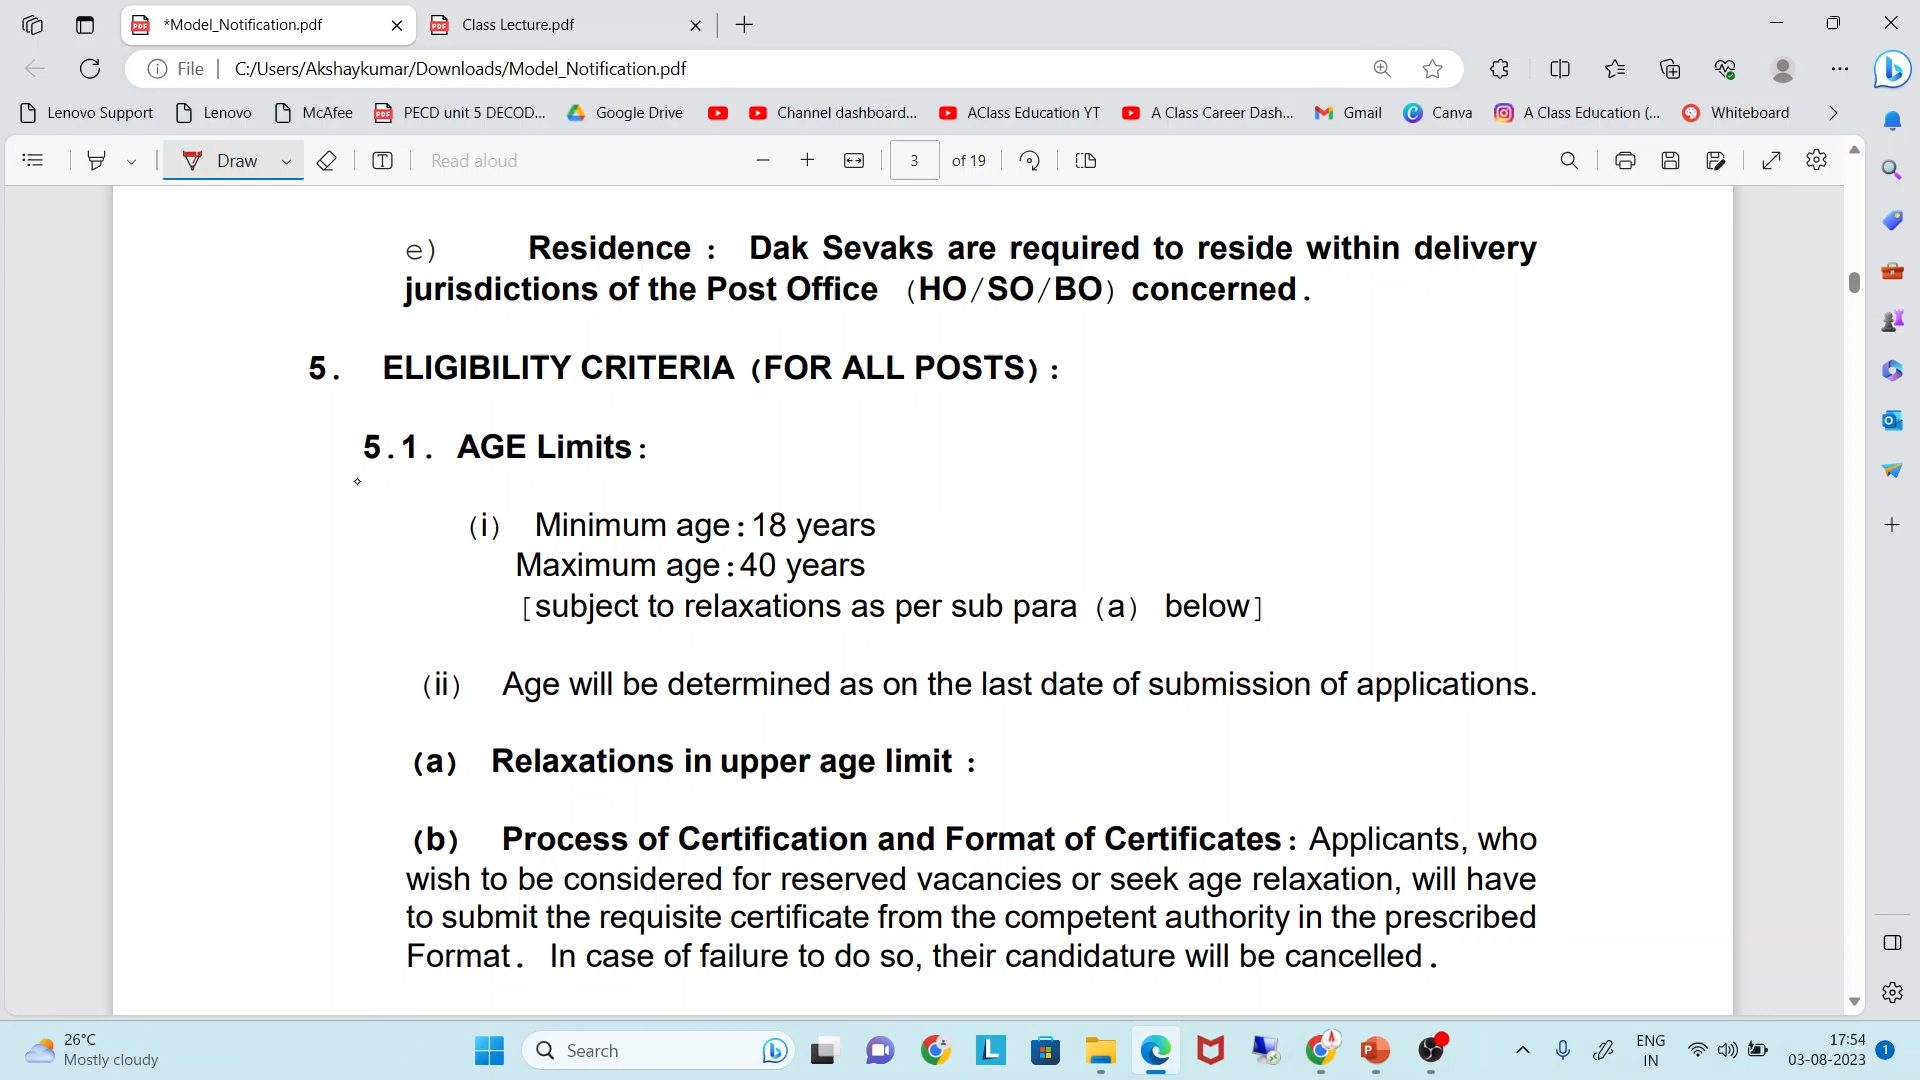 *Model_Notification.pdf
Class Lecture.pdf
File
C:/Users/Akshaykumar/Downloads/Model_Notification.pdf
Lenovo Support
Lenovo
McAfee
PECD unit 5 DECOD...
Google Drive
Channel dashboard...
AClass Education YT
A Class Career Dash...
Gmail
Canva
A Class Education (...
Whiteboard
Draw
Read aloud
3 of 19
e) Residence : Dak Sevaks are required to reside within delivery
jurisdictions of the Post Office (HO/SO/BO) concerned.
5. ELIGIBILITY CRITERIA (FOR ALL POSTS):
5.1. AGE Limits:
(i) Minimum age:18 years
Maximum age:40 years
[subject to relaxations as per sub para (a) below]
(ii) Age will be determined as on the last date of submission of applications.
(a) Relaxations in upper age limit :
(b) Process of Certification and Format of Certificates: Applicants, who
wish to be considered for reserved vacancies or seek age relaxation, will have
to submit the requisite certificate from the competent authority in the prescribed
Format. In case of failure to do so, their candidature will be cancelled.
26°C
Mostly cloudy
Search
ENG
IN
17:54
03-08-2023
1